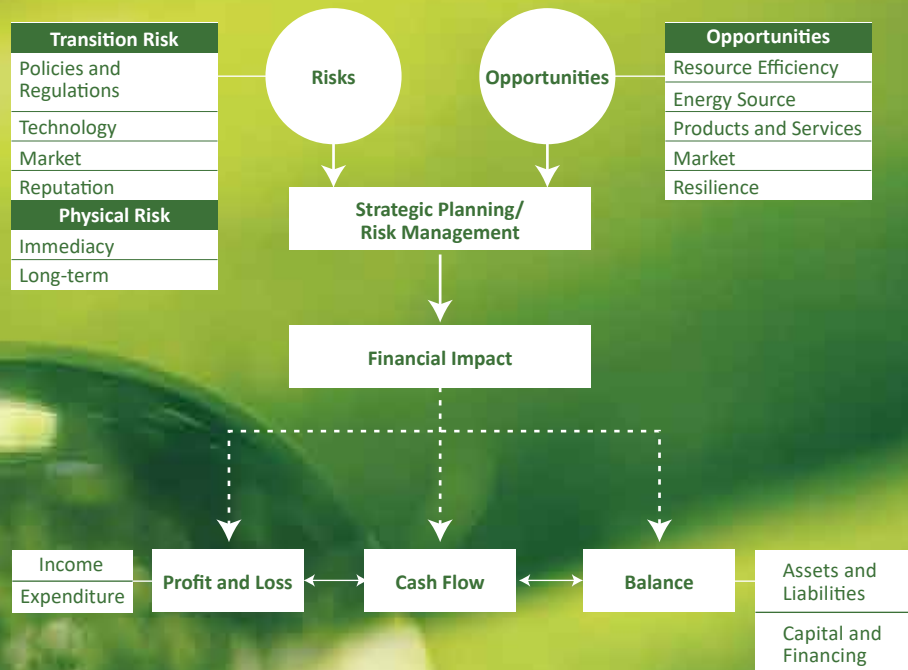 Transition Risk
Policies and
Regulations
Technology
Market
Reputation
Physical Risk
Immediacy
Long-term
Risks
Opportunities
Opportunities
Resource Efficiency
Energy Source
Products and Services
Market
Resilience
Strategic Planning/
Risk Management
Financial Impact
Income
Expenditure
Profit and Loss
Cash Flow
Balance
Assets and
Liabilities
Capital and
Financing